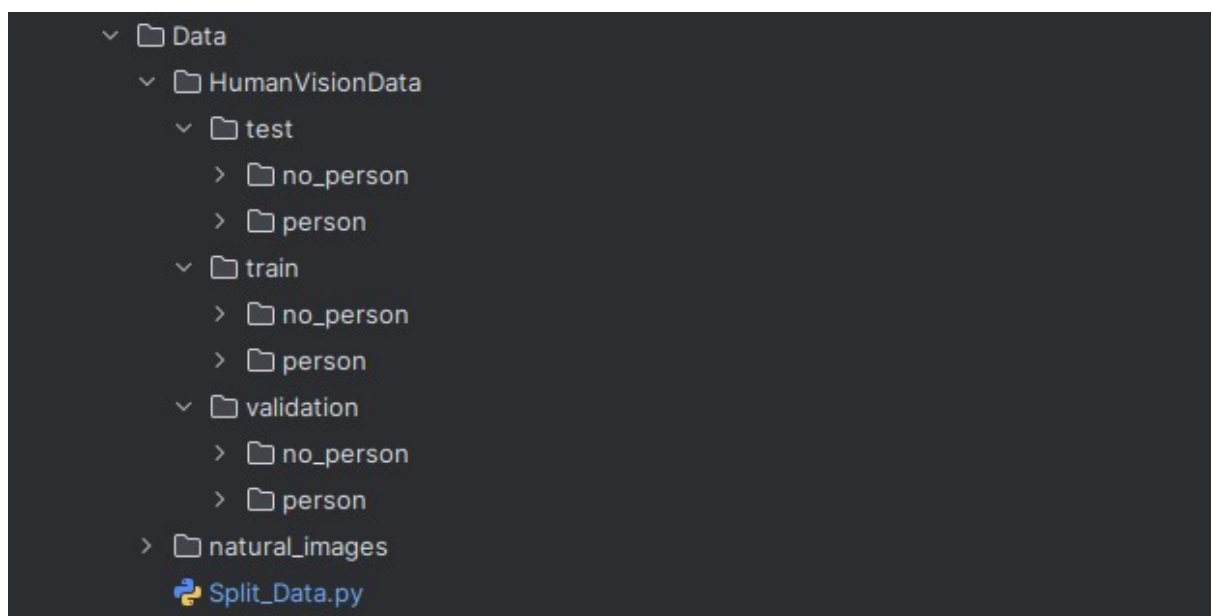 Data
HumanVisionData
test
no_person
person
train
no_person
person
validation
no_person
person
natural_images
Split_Data.py